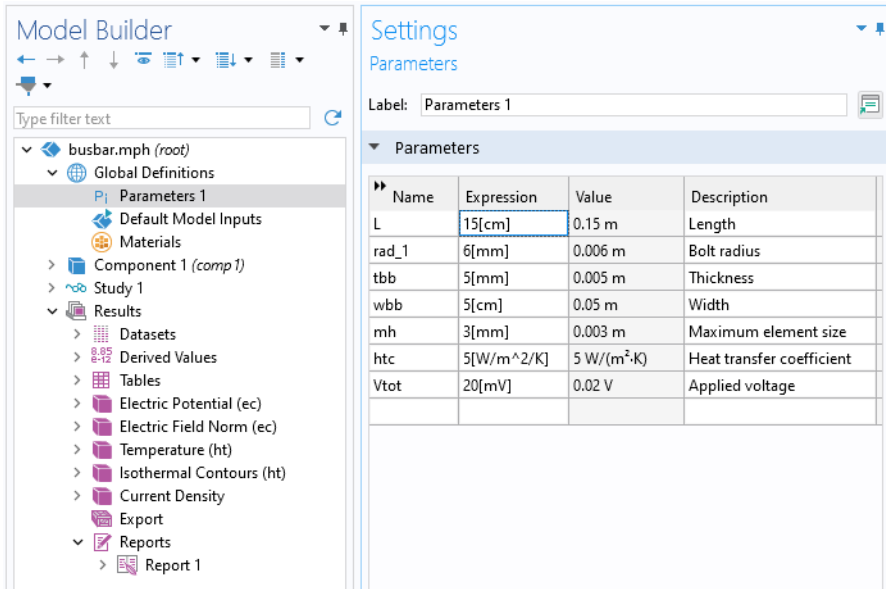 Model Builder
Type filter text
busbar.mph (root)
Global Definitions
Pi Parameters 1
Default Model Inputs
Materials
Component 1 (comp1)
Study 1
Results
Datasets
8.85
e-12 Derived Values
Tables
Electric Potential (ec)
Electric Field Norm (ec)
Temperature (ht)
Isothermal Contours (ht)
Current Density
Export
Reports
Report 1
Settings
Parameters
Label: Parameters 1
Parameters
Name Expression Value Description
L 15[cm] 0.15 m Length
rad_1 6[mm] 0.006 m Bolt radius
tbb 5[mm] 0.005 m Thickness
wbb 5[cm] 0.05 m Width
mh 3[mm] 0.003 m Maximum element size
htc 5[W/m^2/K] 5 W/(m²·K) Heat transfer coefficient
Vtot 20[mV] 0.02 V Applied voltage